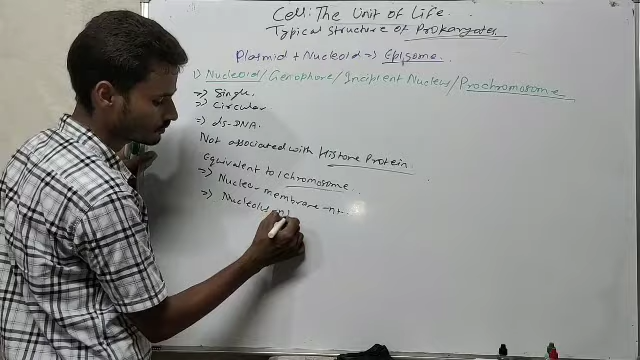 Cell: The Unit of Life...
Typical Structure of Prokaryotes
Plasmid + Nucleoid => Episome.
1) Nucleoid/Genophore/Incipient Nucleus/Prochromosome
=> Single.
=> Circular.
=> ds-DNA.
Not associated with Histone Protein.
Equivalent to 1 chromosome.
=> Nuclear-membrane
=> Nucleolus